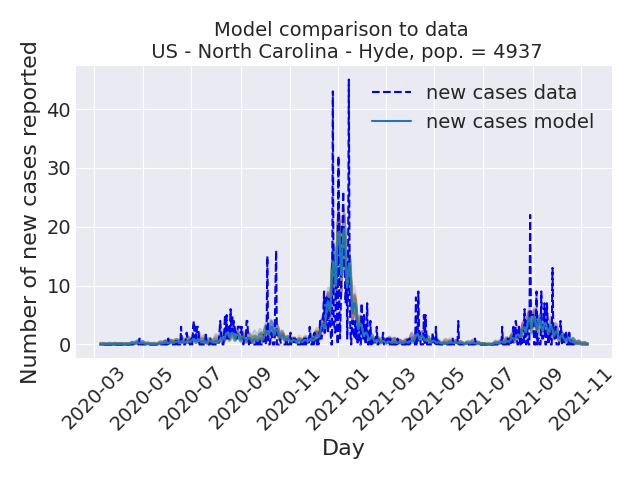 Model comparison to data
US - North Carolina - Hyde, pop. = 4937
Number of new cases reported
40
30
20
10
0
new cases data
new cases model
2020-03
2020-05
2020-07
2020-09
2020-11
2021-01
2021-03
2021-05
2021-07
2021-09
2021-11
Day